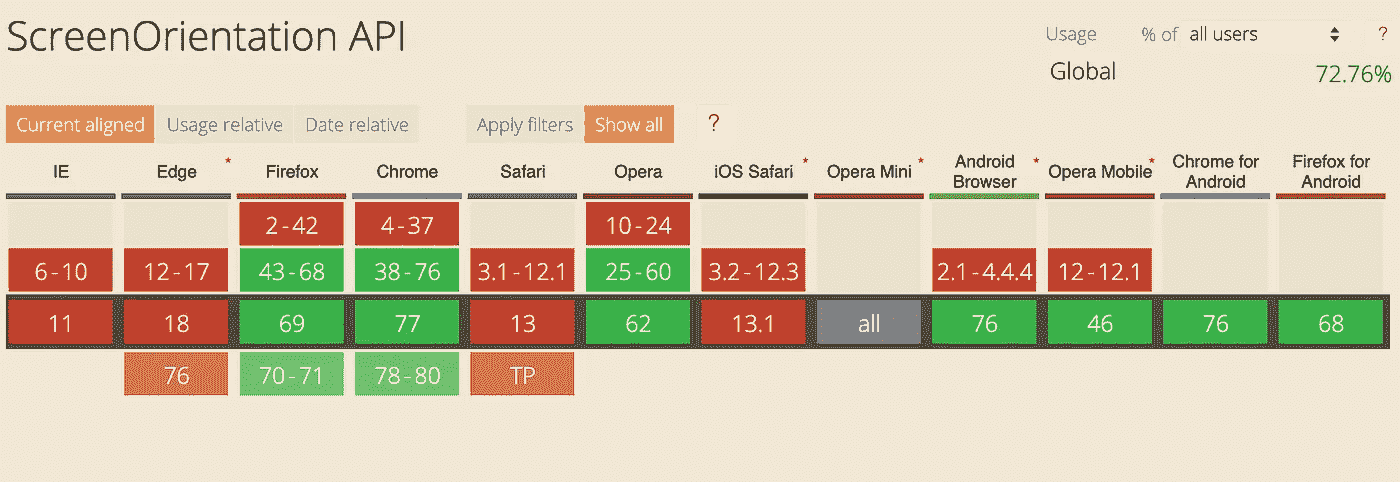 ScreenOrientation API
Usage % of all users ?
Global 72.76%
Current aligned Usage relative Date relative Apply filters Show all ?
IE Edge * Firefox Chrome Safari Opera iOS Safari * Opera Mini * Android Browser * Opera Mobile * Chrome for Android Firefox for Android
2-42 4-37 10-24
6-10 12-17 43-68 38-76 3.1-12.1 25-60 3.2-12.3 2.1-4.4.4 12-12.1
11 18 69 77 13 62 13.1 all 76 46 76 68
76 70-71 78-80 TP